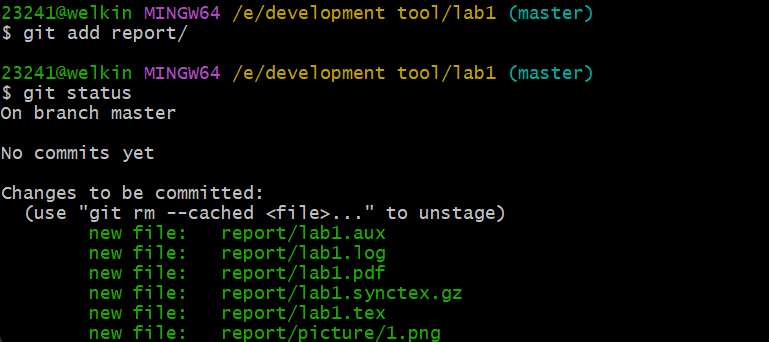 23241@welkin MINGW64 /e/development tool/lab1 (master)
$ git add report/
23241@welkin MINGW64 /e/development tool/lab1 (master)
$ git status
On branch master
No commits yet
Changes to be committed:
(use "git rm --cached <file>..." to unstage)
new file:   report/lab1.aux
new file:   report/lab1.log
new file:   report/lab1.pdf
new file:   report/lab1.synctex.gz
new file:   report/lab1.tex
new file:   report/picture/1.png